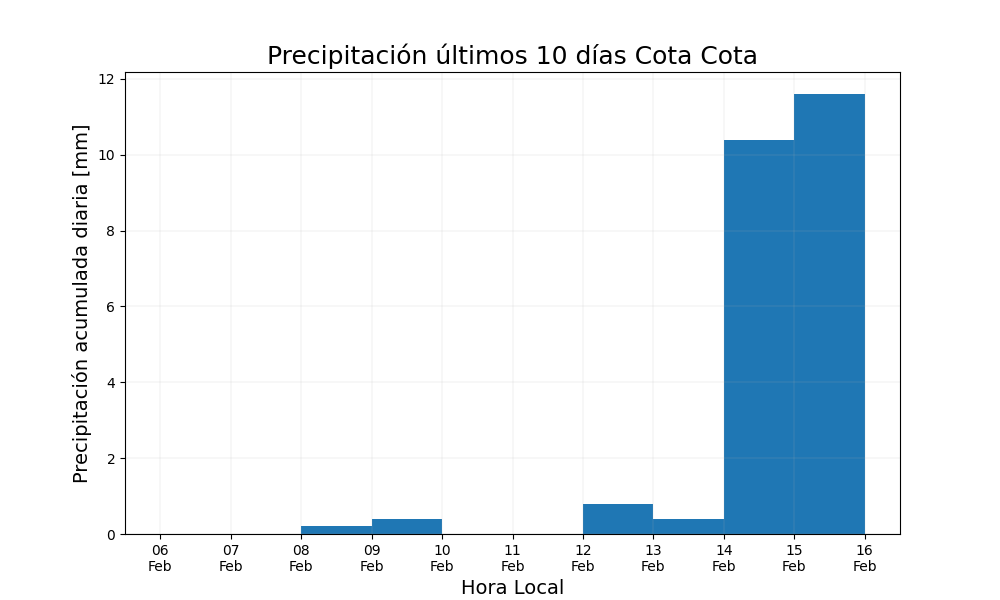 Precipitación últimos 10 días Cota Cota
Precipitación acumulada diaria [mm]
12
10
8
6
4
2
0
06 Feb
07 Feb
08 Feb
09 Feb
10 Feb
11 Feb
12 Feb
13 Feb
14 Feb
15 Feb
16 Feb
Hora Local